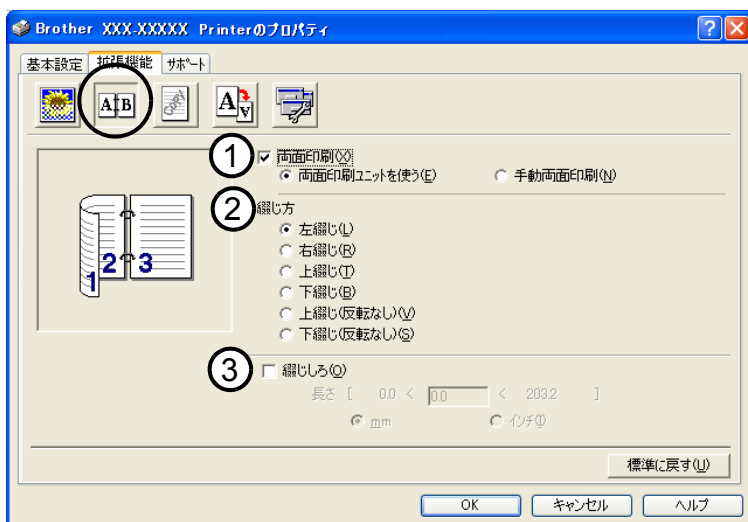 Brother XXX-XXXXX Printerのプロパティ
基本設定 拡張機能 サポート
A B Copy A A
1 両面印刷(X)
両面印刷ユニットを使う(E) 手動両面印刷(N)
2 綴じ方
左綴じ(L)
右綴じ(R)
上綴じ(T)
下綴じ(B)
上綴じ(反転なし)(V)
下綴じ(反転なし)(S)
1 2 3
3 綴じしろ(O)
長さ [ 0.0 < 0.0 < 203.2 ]
mm インチ(I)
標準に戻す(U)
OK キャンセル ヘルプ